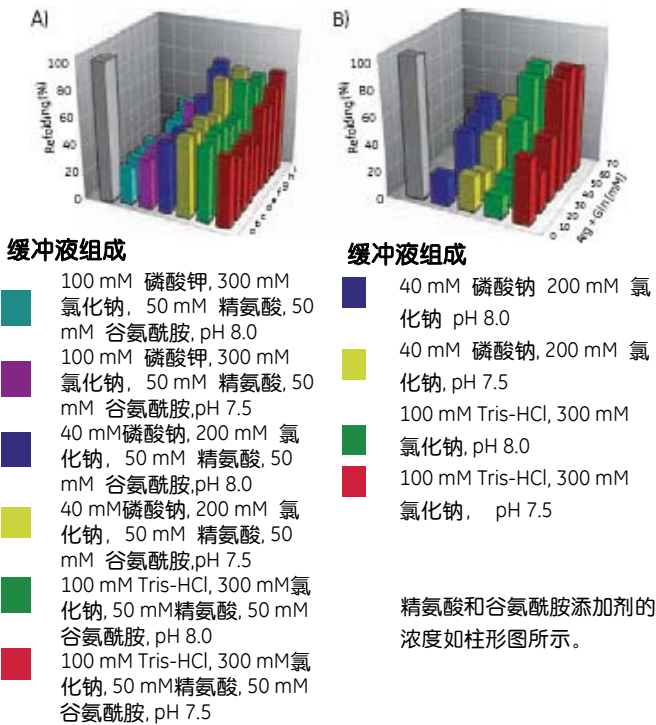 A)
100
80
60
40
20
0
Refolding (%)
a b c d e f g h i
缓冲液组成
100 mM 磷酸钾, 300 mM
氯化钠, 50 mM 精氨酸, 50
mM 谷氨酰胺, pH 8.0
100 mM 磷酸钾, 300 mM
氯化钠, 50 mM 精氨酸, 50
mM 谷氨酰胺,pH 7.5
40 mM磷酸钠, 200 mM 氯
化钠, 50 mM 精氨酸, 50
mM 谷氨酰胺,pH 8.0
40 mM磷酸钠, 200 mM 氯
化钠, 50 mM 精氨酸, 50
mM 谷氨酰胺,pH 7.5
100 mM Tris-HCl, 300 mM氯
化钠, 50 mM精氨酸, 50 mM
谷氨酰胺, pH 8.0
100 mM Tris-HCl, 300 mM氯
化钠, 50 mM精氨酸, 50 mM
谷氨酰胺, pH 7.5
B)
100
80
60
40
20
0
Refolding (%)
0 10 20 30 40 50 60 70
Arg + Gln [mM]
缓冲液组成
40 mM 磷酸钠 200 mM 氯
化钠 pH 8.0
40 mM 磷酸钠, 200 mM 氯
化钠, pH 7.5
100 mM Tris-HCl, 300 mM
氯化钠, pH 8.0
100 mM Tris-HCl, 300 mM
氯化钠, pH 7.5
精氨酸和谷氨酰胺添加剂的
浓度如柱形图所示。